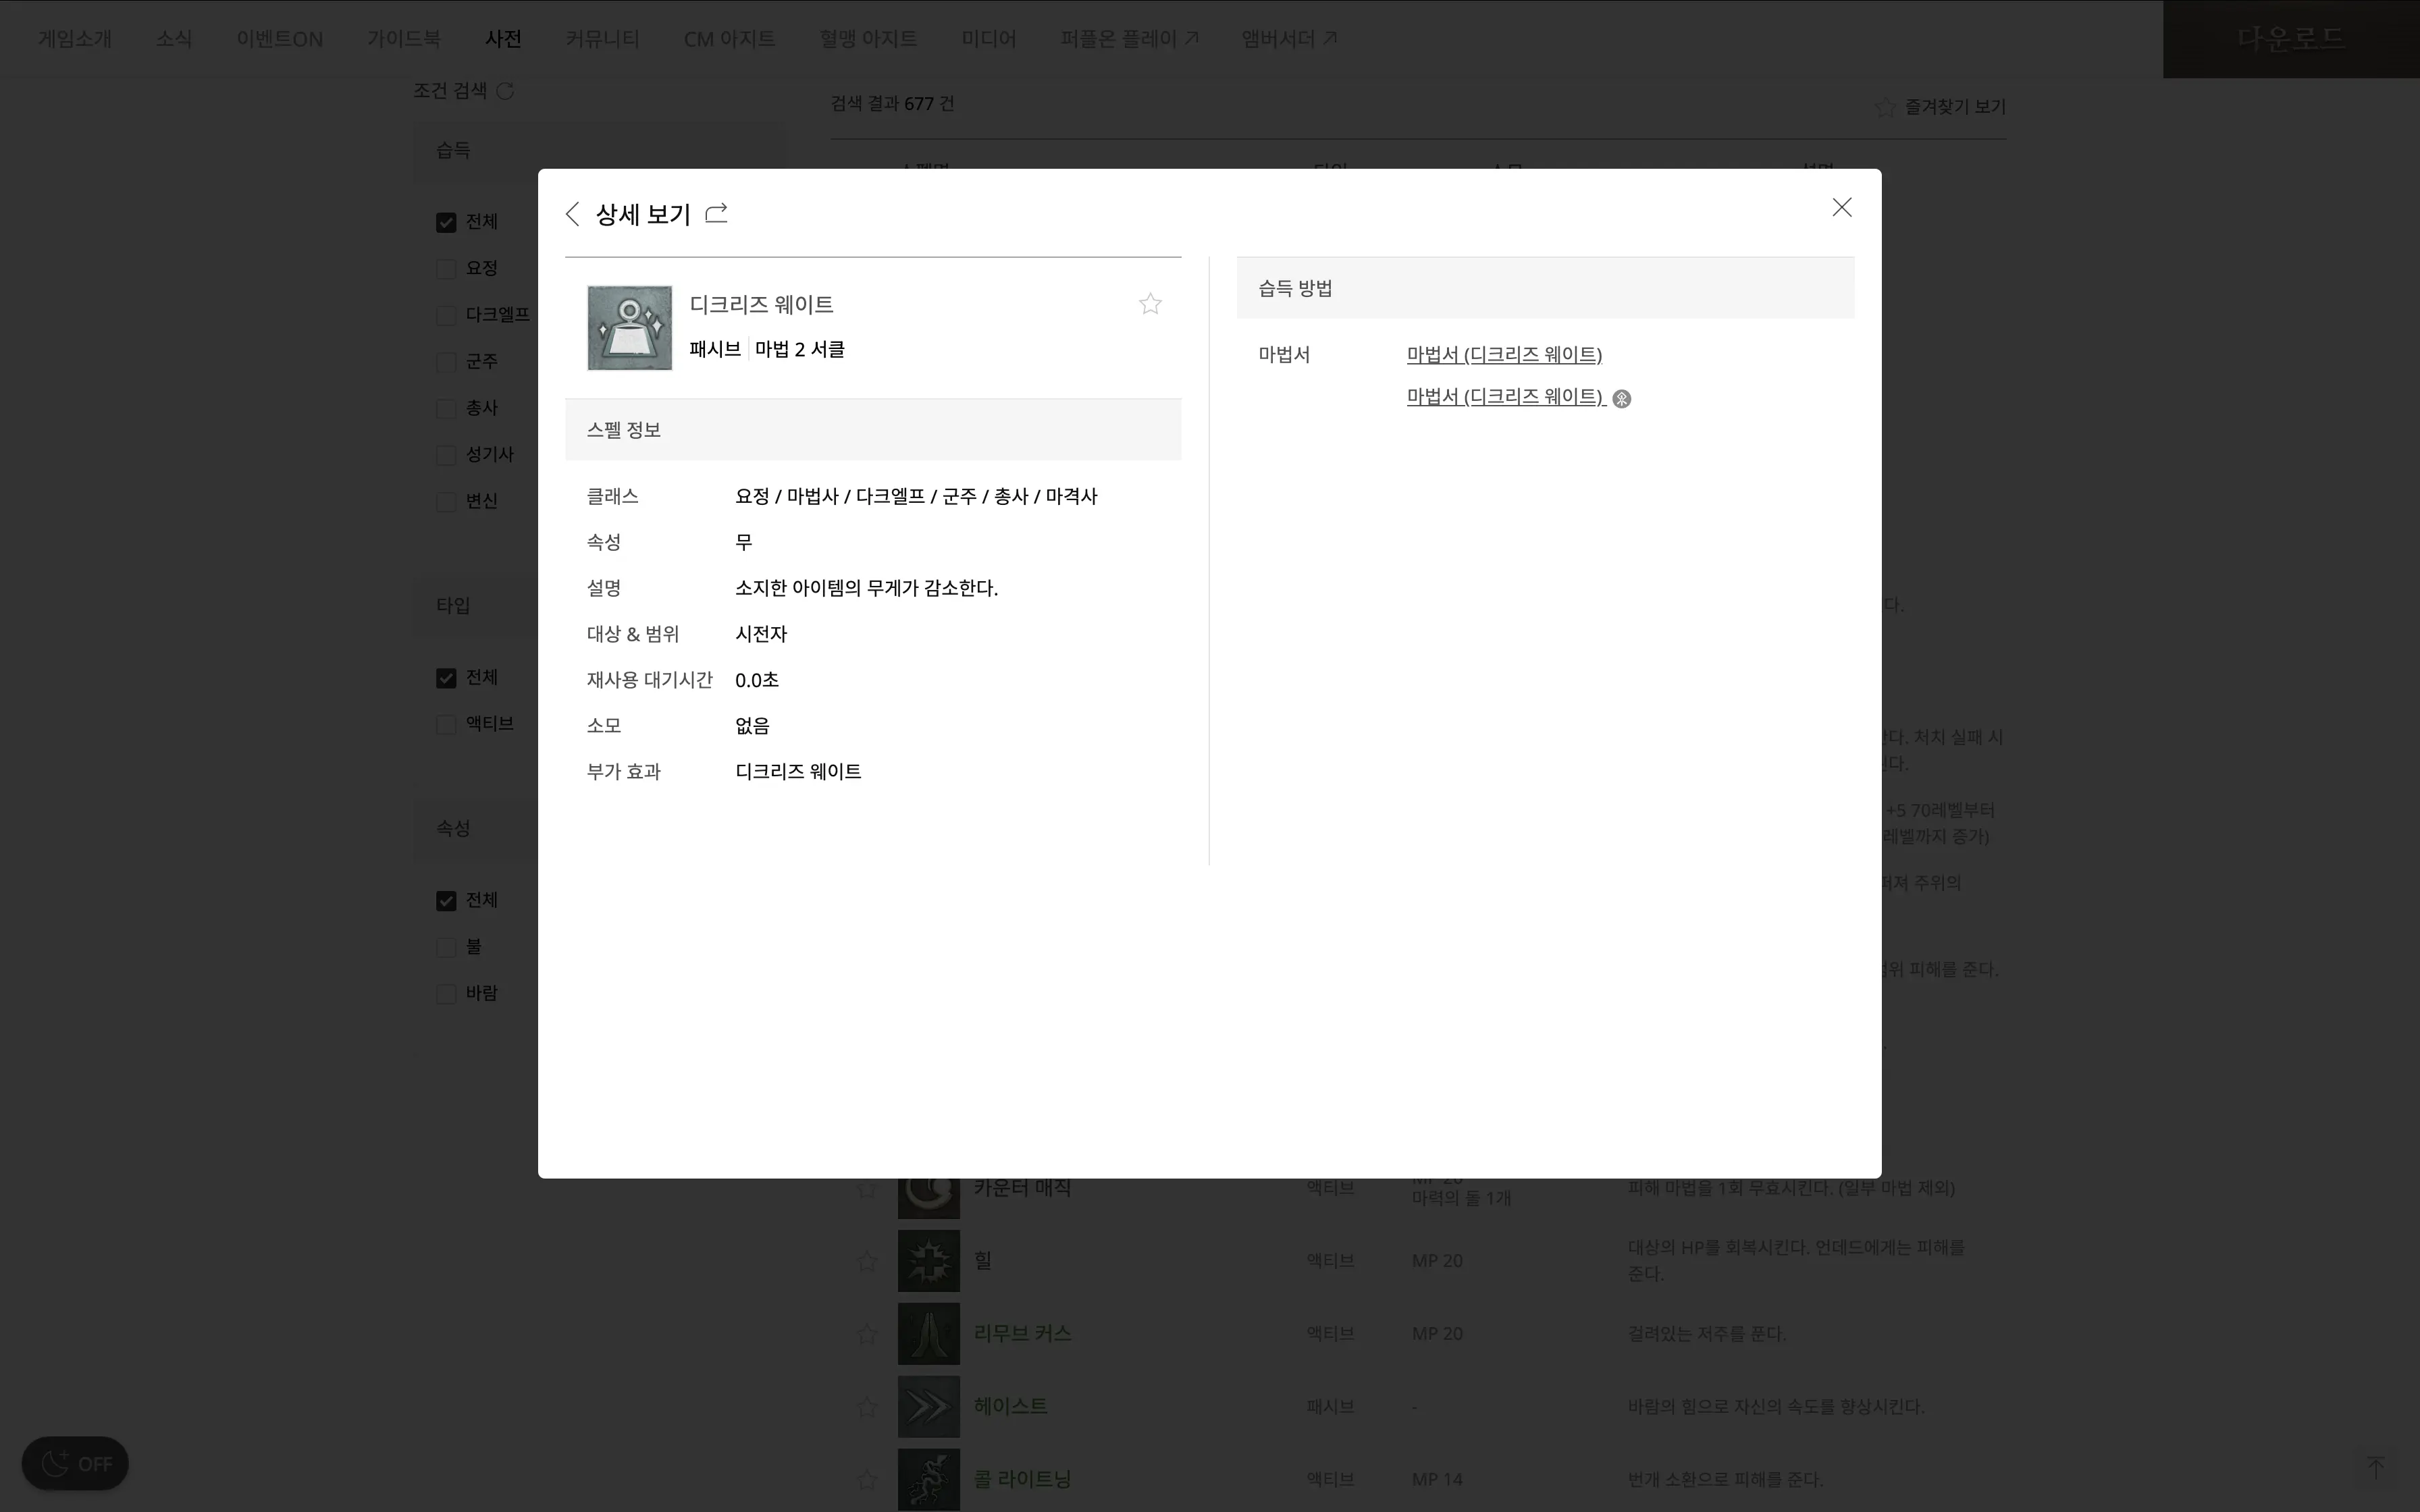 게임소개 소식 이벤트ON 가이드북 사전 커뮤니티 CM 아지트 혈맹 아지트 미디어 퍼플온 플레이 앰버서더 다운로드
조건 검색
검색 결과 677 건
즐겨찾기 보기
습득
전체
요정
다크엘프
군주
총사
성기사
변신
타입
전체
액티브
속성
전체
불
바람
상세 보기
디크리즈 웨이트
패시브 마법 2 서클
스펠 정보
클래스 요정 / 마법사 / 다크엘프 / 군주 / 총사 / 마격사
속성 무
설명 소지한 아이템의 무게가 감소한다.
대상 & 범위 시전자
재사용 대기시간 0.0초
소모 없음
부가 효과 디크리즈 웨이트
습득 방법
마법서 마법서 (디크리즈 웨이트)
마법서 (디크리즈 웨이트)
다.
다. 처치 실패 시
다.
+5 70레벨부터
레벨까지 증가)
퍼져 주위의
피해를 준다.
카운터 매직 액티브 피해 마법을 1회 무효시킨다. (일부 마법 제외)
마력의 돌 1개
힐 액티브 MP 20 대상의 HP를 회복시킨다. 언데드에게는 피해를
준다.
리무브 커스 액티브 MP 20 걸려있는 저주를 푼다.
헤이스트 패시브 - 바람의 힘으로 자신의 속도를 향상시킨다.
콜 라이트닝 액티브 MP 14 번개 소환으로 피해를 준다.
OFF